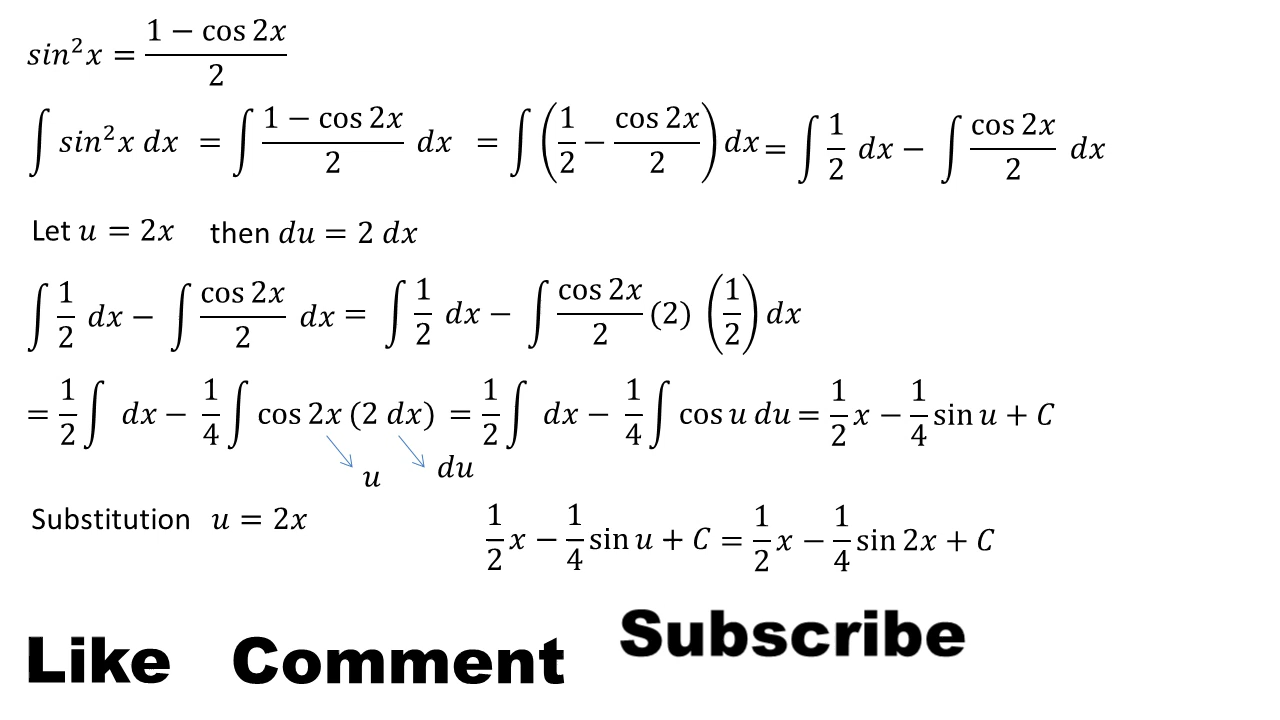 sin²x = (1 − cos 2x)/2
∫ sin²x dx = ∫ (1 − cos 2x)/2 dx = ∫ (1/2 − cos 2x/2) dx = ∫ 1/2 dx − ∫ cos 2x/2 dx
Let u = 2x then du = 2 dx
∫ 1/2 dx − ∫ cos 2x/2 dx = ∫ 1/2 dx − ∫ cos 2x/2 (2) (1/2) dx
= 1/2 ∫ dx − 1/4 ∫ cos 2x (2 dx) = 1/2 ∫ dx − 1/4 ∫ cos u du = 1/2 x − 1/4 sin u + C
u du
Substitution u = 2x 1/2 x − 1/4 sin u + C = 1/2 x − 1/4 sin 2x + C
Like Comment Subscribe